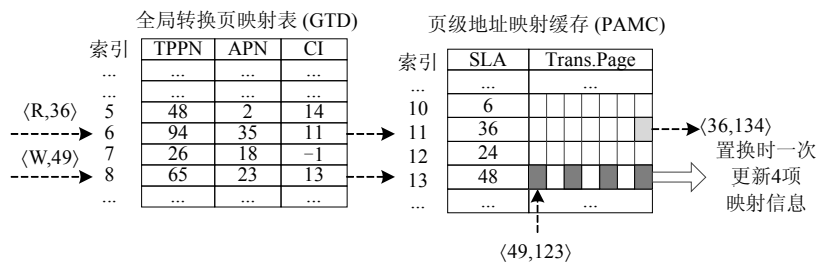 全局转换页映射表 (GTD)
索引 TPPN APN CI
... ... ... ...
5 48 2 14
6 94 35 11
7 26 18 −1
8 65 23 13
... ... ... ...
〈R,36〉
〈W,49〉
页级地址映射缓存 (PAMC)
索引 SLA Trans.Page
... ... ...
10 6
11 36
12 24
13 48
... ... ...
〈36,134〉
置换时一次
更新4项
映射信息
〈49,123〉